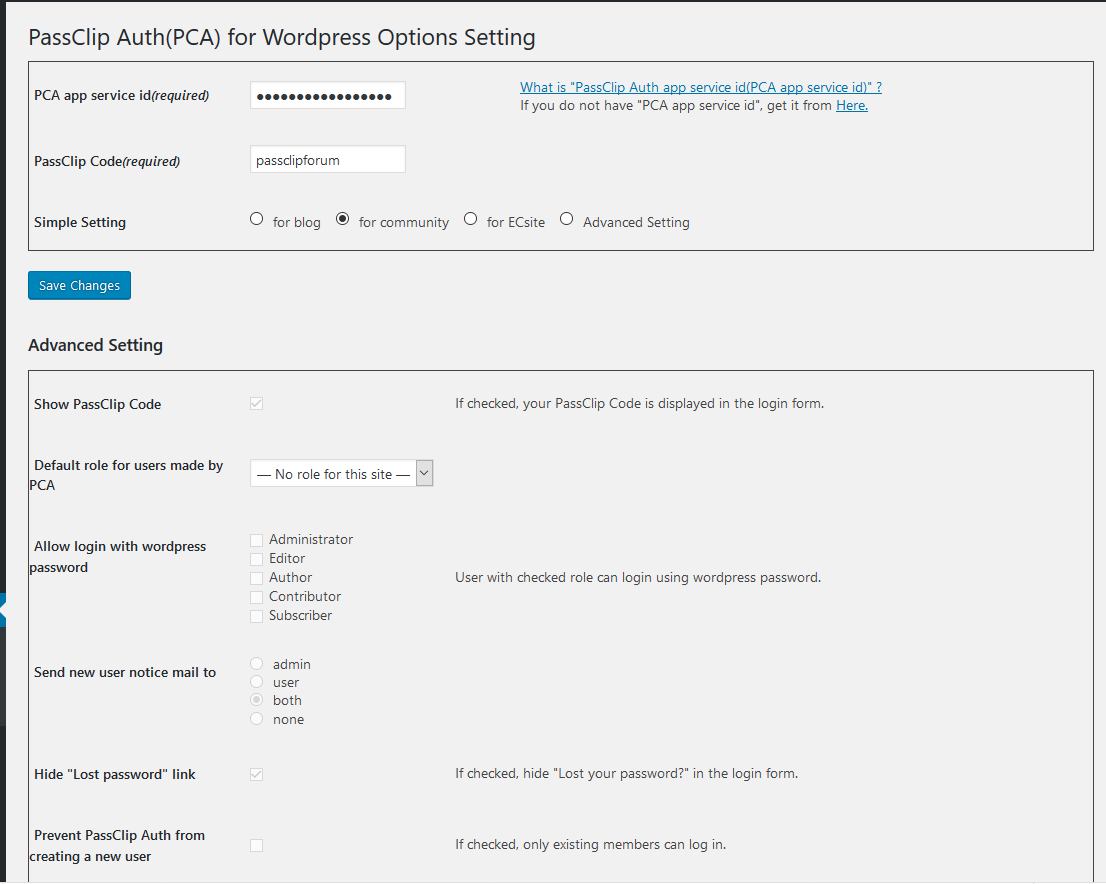 PassClip Auth(PCA) for Wordpress Options Setting
PCA app service id(required)
What is "PassClip Auth app service id(PCA app service id)" ?
If you do not have "PCA app service id", get it from Here.
PassClip Code(required)
passclipforum
Simple Setting
for blog
for community
for ECsite
Advanced Setting
Save Changes
Advanced Setting
Show PassClip Code
If checked, your PassClip Code is displayed in the login form.
Default role for users made by
PCA
— No role for this site —
Allow login with wordpress
password
Administrator
Editor
Author
Contributor
Subscriber
User with checked role can login using wordpress password.
Send new user notice mail to
admin
user
both
none
Hide "Lost password" link
If checked, hide "Lost your password?" in the login form.
Prevent PassClip Auth from
creating a new user
If checked, only existing members can log in.